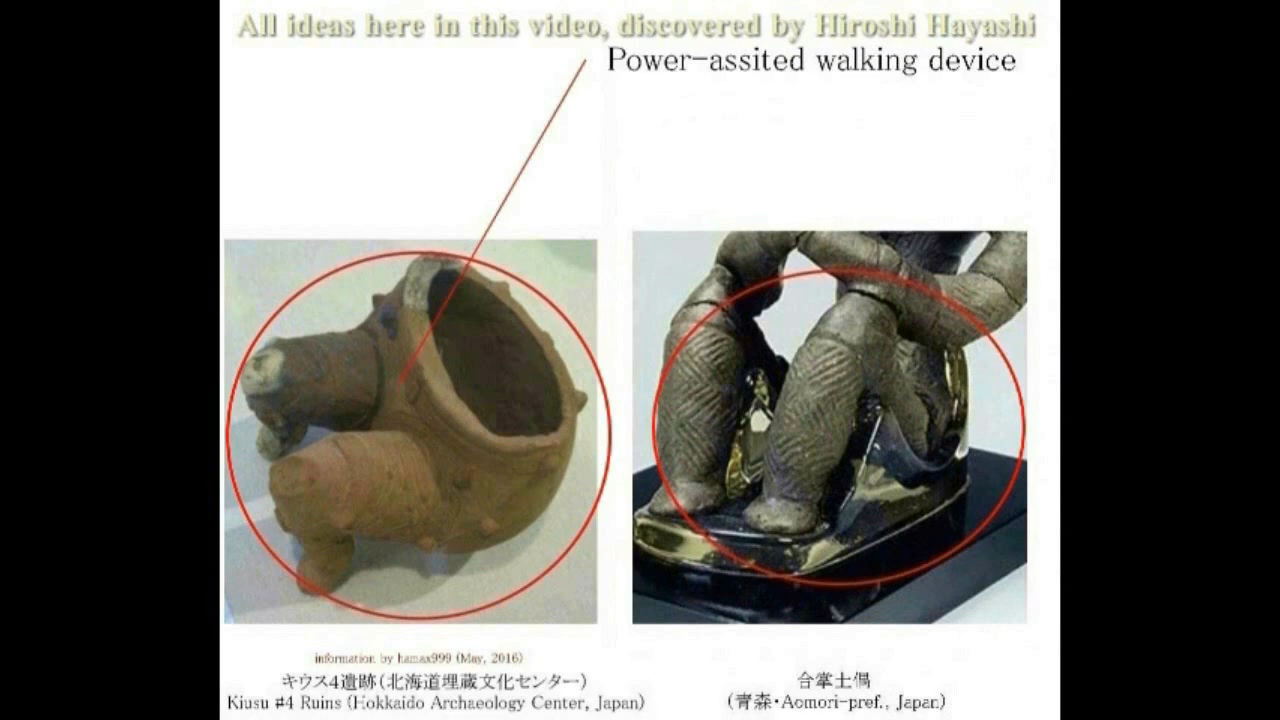 All ideas here in this video, discovered by Hiroshi Hayashi
Power-assited walking device
information by hamax999 (May, 2016)
キウス4遺跡(北海道埋蔵文化センター)
Kiusu #4 Ruins (Hokkaido Archaeology Center, Japan)
合掌土偶
(青森・Aomori-pref., Japan)